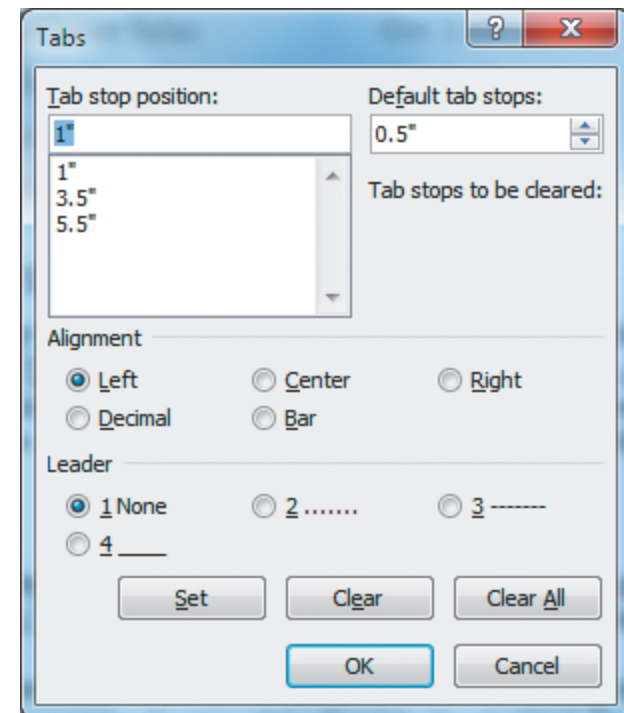 Tabs
?
X
Tab stop position:
Default tab stops:
1"
0.5"
1"
3.5"
5.5"
Tab stops to be cleared:
Alignment
Left
Center
Right
Decimal
Bar
Leader
1 None
2 .......
3 -------
4 ____
Set
Clear
Clear All
OK
Cancel